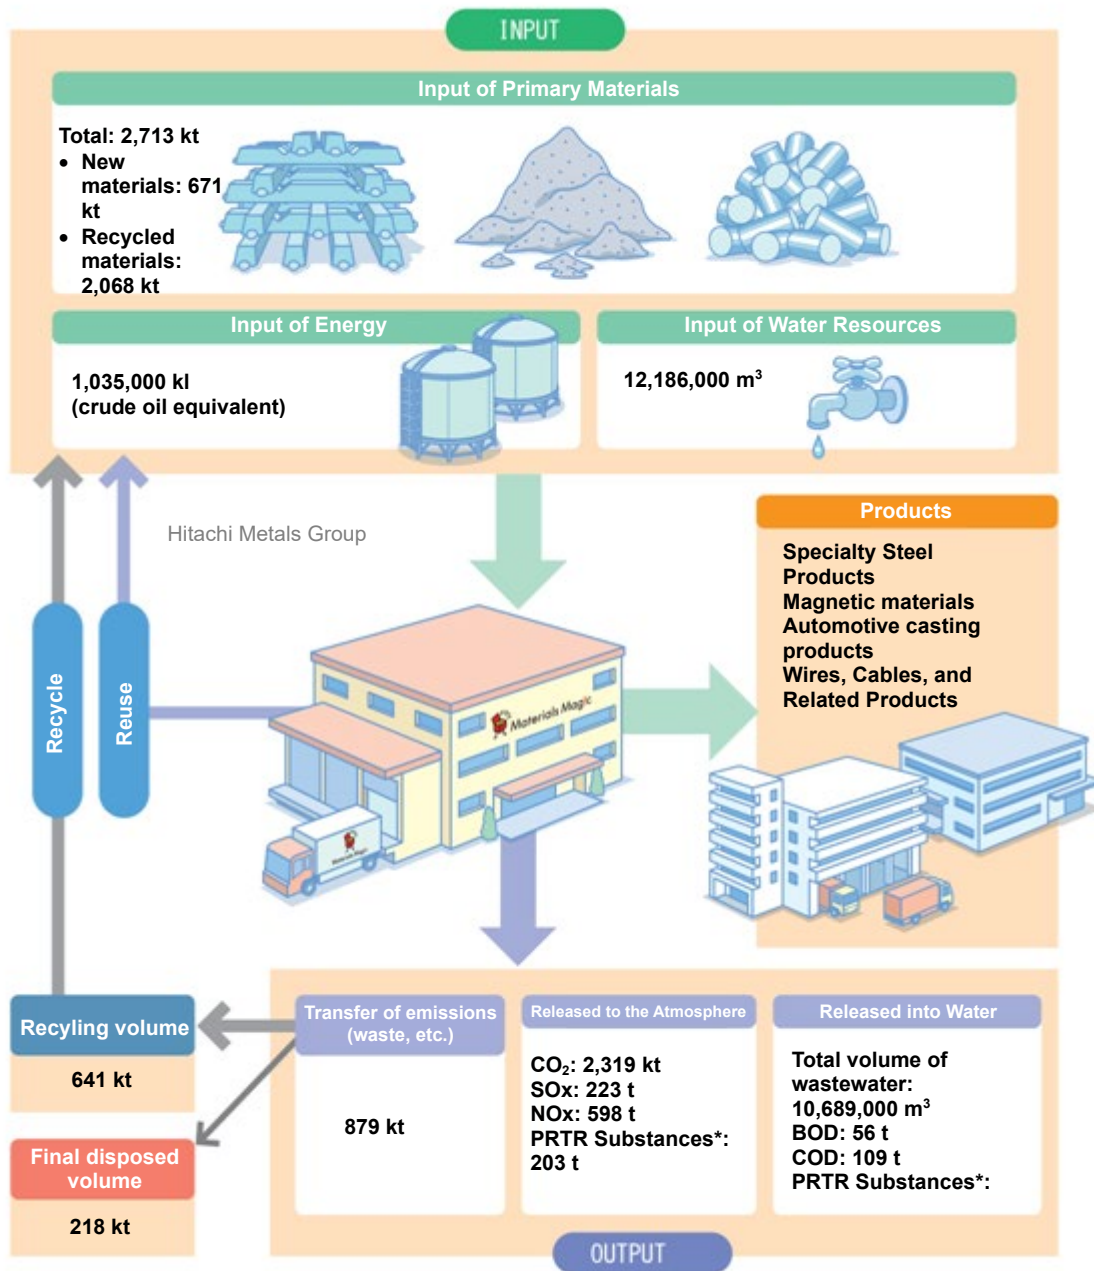 INPUT
Input of Primary Materials
Total: 2,713 kt
• New
materials: 671
kt
• Recycled
materials:
2,068 kt
Input of Energy
1,035,000 kl
(crude oil equivalent)
Input of Water Resources
12,186,000 m³
Hitachi Metals Group
Recycle
Reuse
Materials Magic
Materials Magic
Products
Specialty Steel
Products
Magnetic materials
Automotive casting
products
Wires, Cables, and
Related Products
Recyling volume
641 kt
Final disposed
volume
218 kt
Transfer of emissions
(waste, etc.)
879 kt
Released to the Atmosphere
CO₂: 2,319 kt
SOx: 223 t
NOx: 598 t
PRTR Substances*:
203 t
Released into Water
Total volume of
wastewater:
10,689,000 m³
BOD: 56 t
COD: 109 t
PRTR Substances*:
OUTPUT